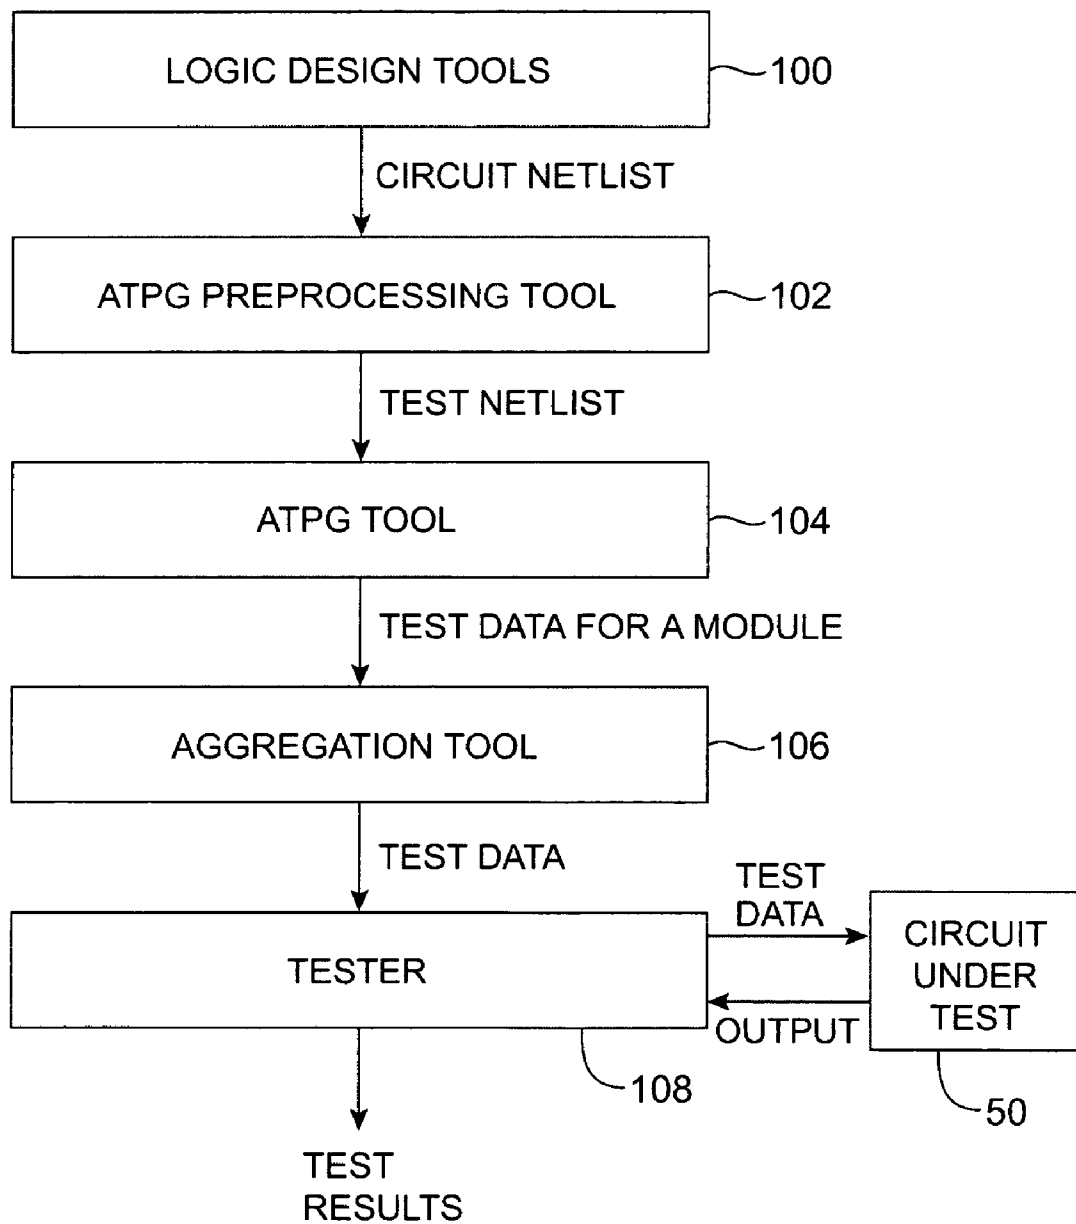 LOGIC DESIGN TOOLS
100
CIRCUIT NETLIST
ATPG PREPROCESSING TOOL
102
TEST NETLIST
ATPG TOOL
104
TEST DATA FOR A MODULE
AGGREGATION TOOL
106
TEST DATA
TEST
DATA
TESTER
CIRCUIT
UNDER
TEST
OUTPUT
108
50
TEST
RESULTS